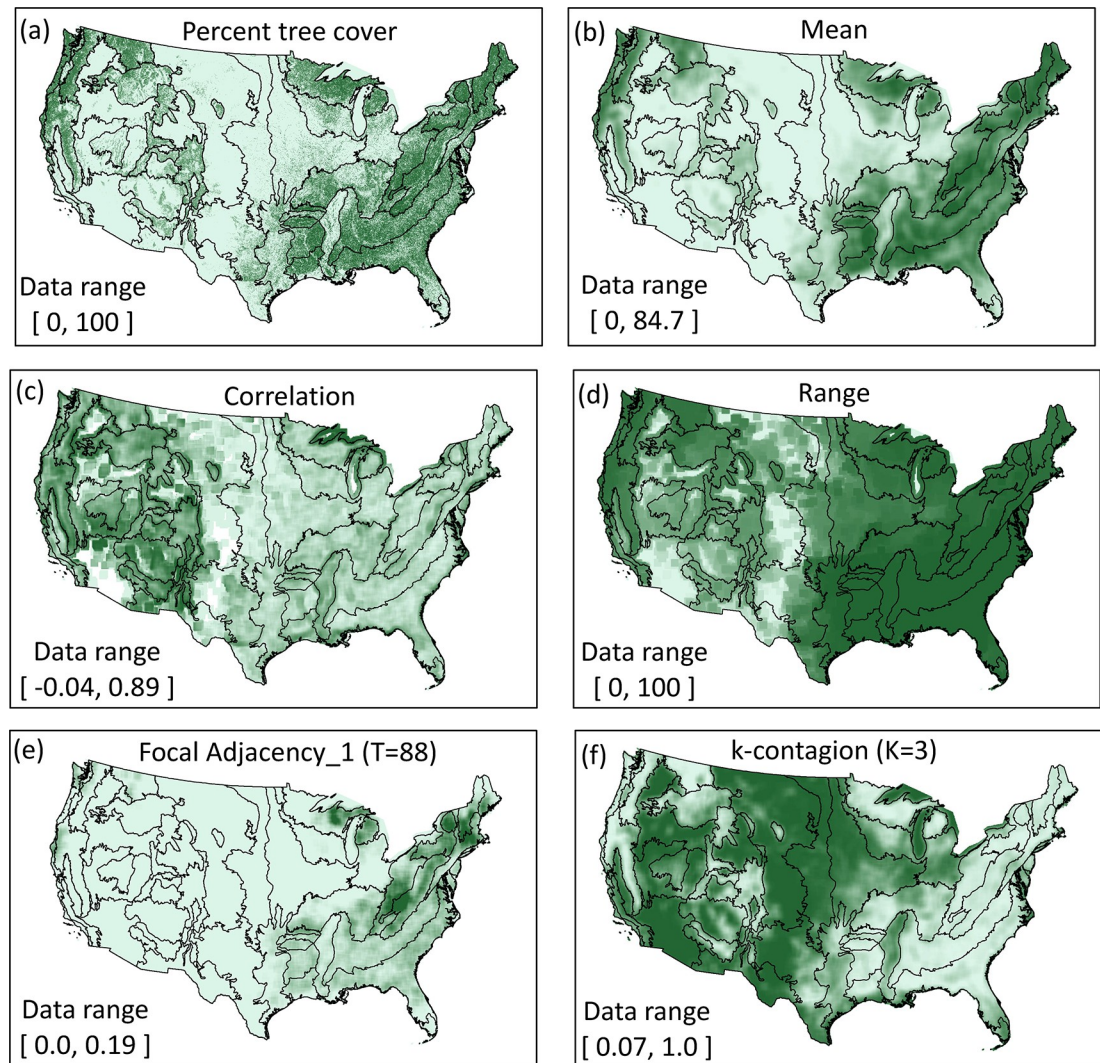 (a)
Percent tree cover
Data range
[ 0, 100 ]
(b)
Mean
Data range
[ 0, 84.7 ]
(c)
Correlation
Data range
[ -0.04, 0.89 ]
(d)
Range
Data range
[ 0, 100 ]
(e)
Focal Adjacency_1 (T=88)
Data range
[ 0.0, 0.19 ]
(f)
k-contagion (K=3)
Data range
[ 0.07, 1.0 ]